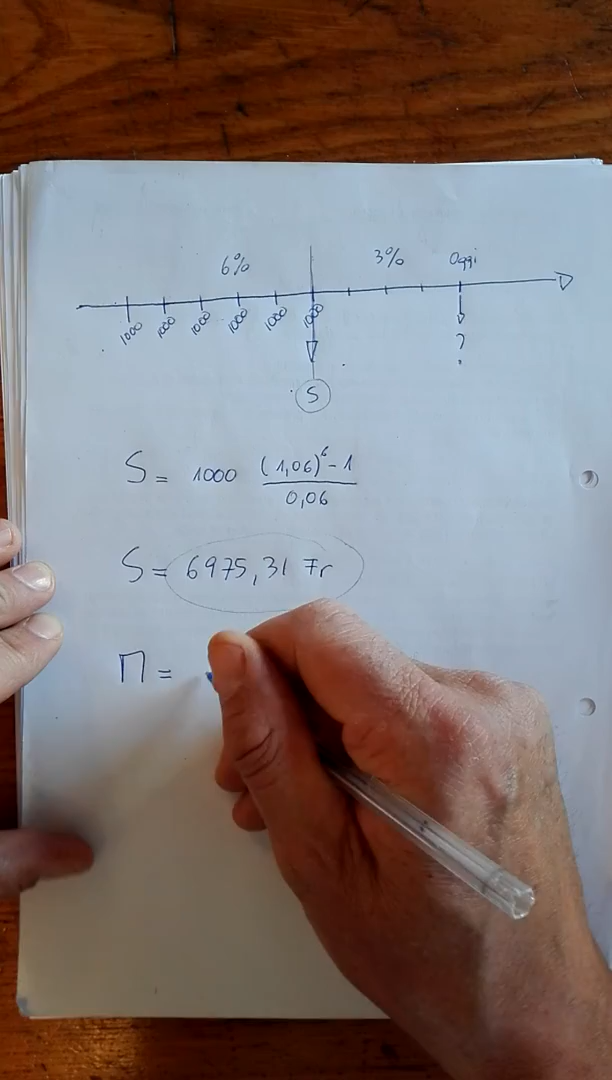 6% 3% Oggi
1000 1000 1000 1000 1000 1000
?
S
S = 1000 (1,06)^6 - 1 / 0,06
S = 6975,31 Fr
M =